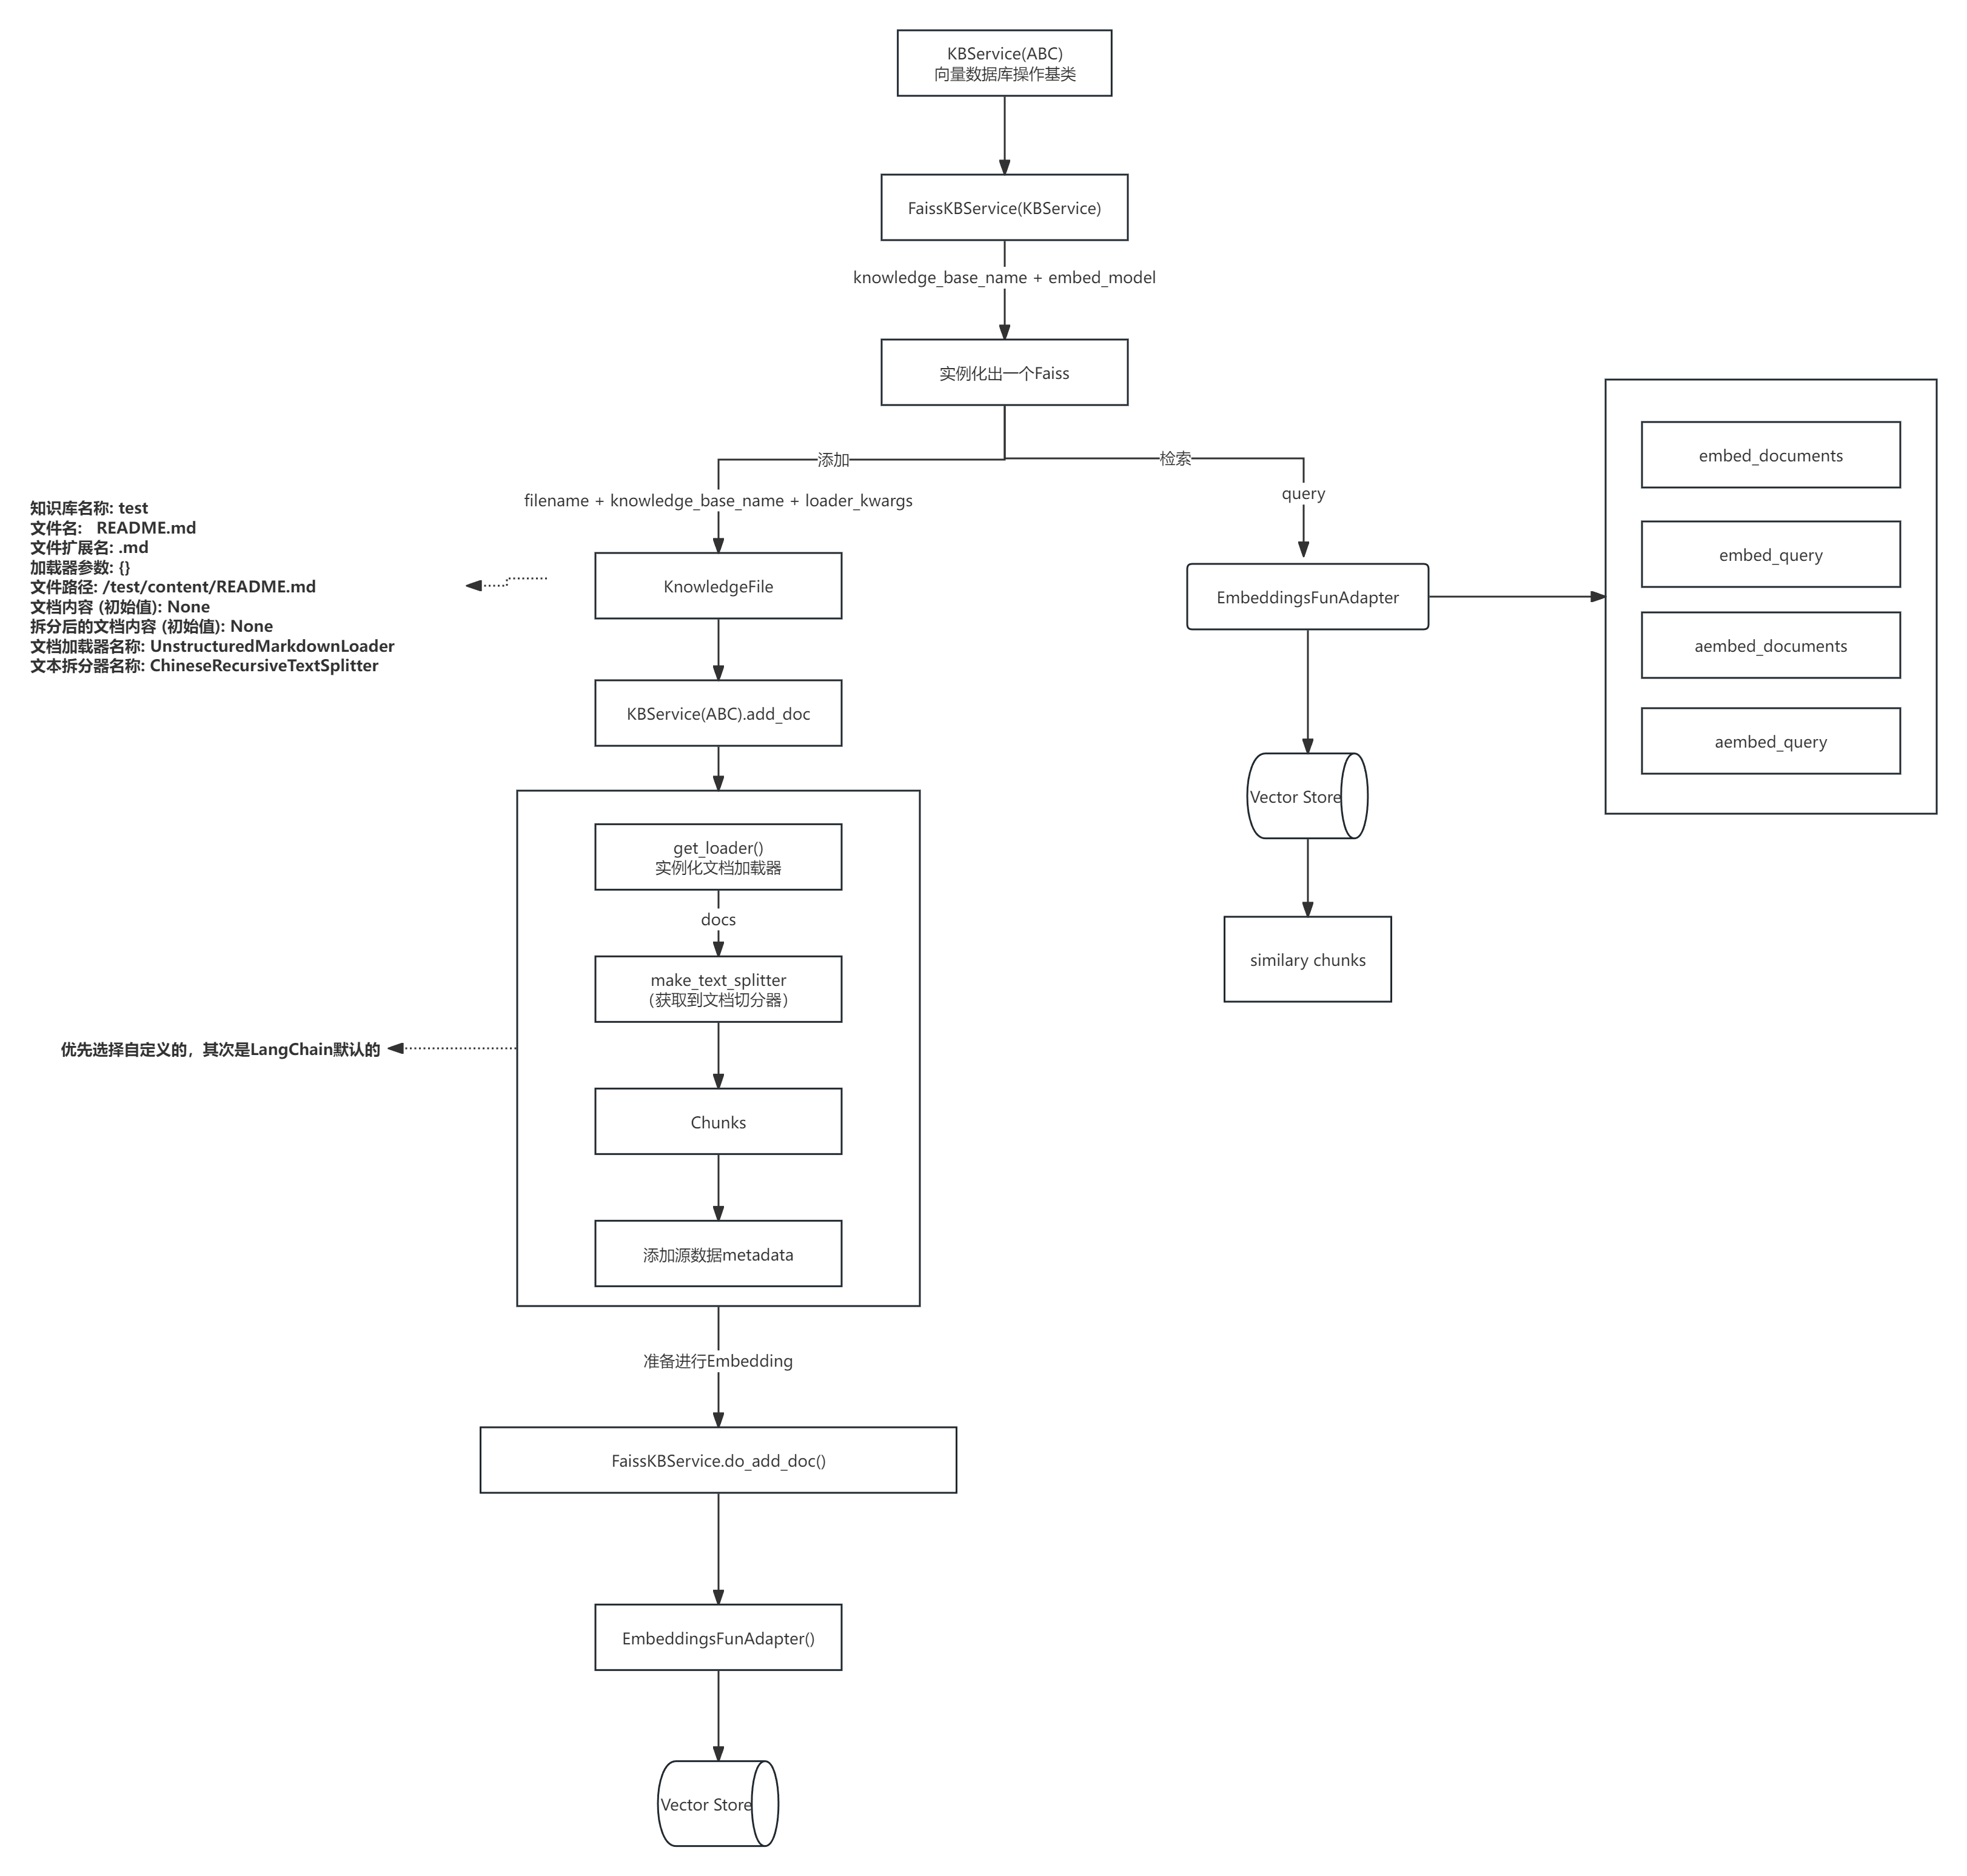 KBService(ABC)
向量数据库操作基类
FaissKBService(KBService)
knowledge_base_name + embed_model
实例化出一个Faiss
添加
检索
filename + knowledge_base_name + loader_kwargs
query
知识库名称: test
文件名:   README.md
文件扩展名: .md
加载器参数: {}
文件路径: /test/content/README.md
文档内容 (初始值): None
拆分后的文档内容 (初始值): None
文档加载器名称: UnstructuredMarkdownLoader
文本拆分器名称: ChineseRecursiveTextSplitter
KnowledgeFile
KBService(ABC).add_doc
get_loader()
实例化文档加载器
docs
make_text_splitter
（获取到文档切分器）
优先选择自定义的，其次是LangChain默认的
Chunks
添加源数据metadata
准备进行Embedding
FaissKBService.do_add_doc()
EmbeddingsFunAdapter()
Vector Store
EmbeddingsFunAdapter
Vector Store
similary chunks
embed_documents
embed_query
aembed_documents
aembed_query